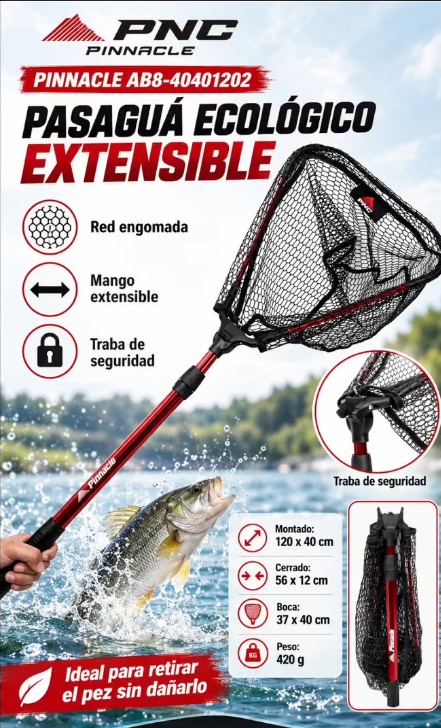 PNC
PINNACLE
PINNACLE AB8-40401202
PASAGUÁ ECOLÓGICO
EXTENSIBLE
PNC
Red engomada
Mango
extensible
Traba de
seguridad
Pinnacle
Traba de seguridad
Montado:
120 x 40 cm
Cerrado:
56 x 12 cm
Boca:
37 x 40 cm
KG
Peso:
420 g
Pinnacle
Ideal para retirar
el pez sin dañarlo